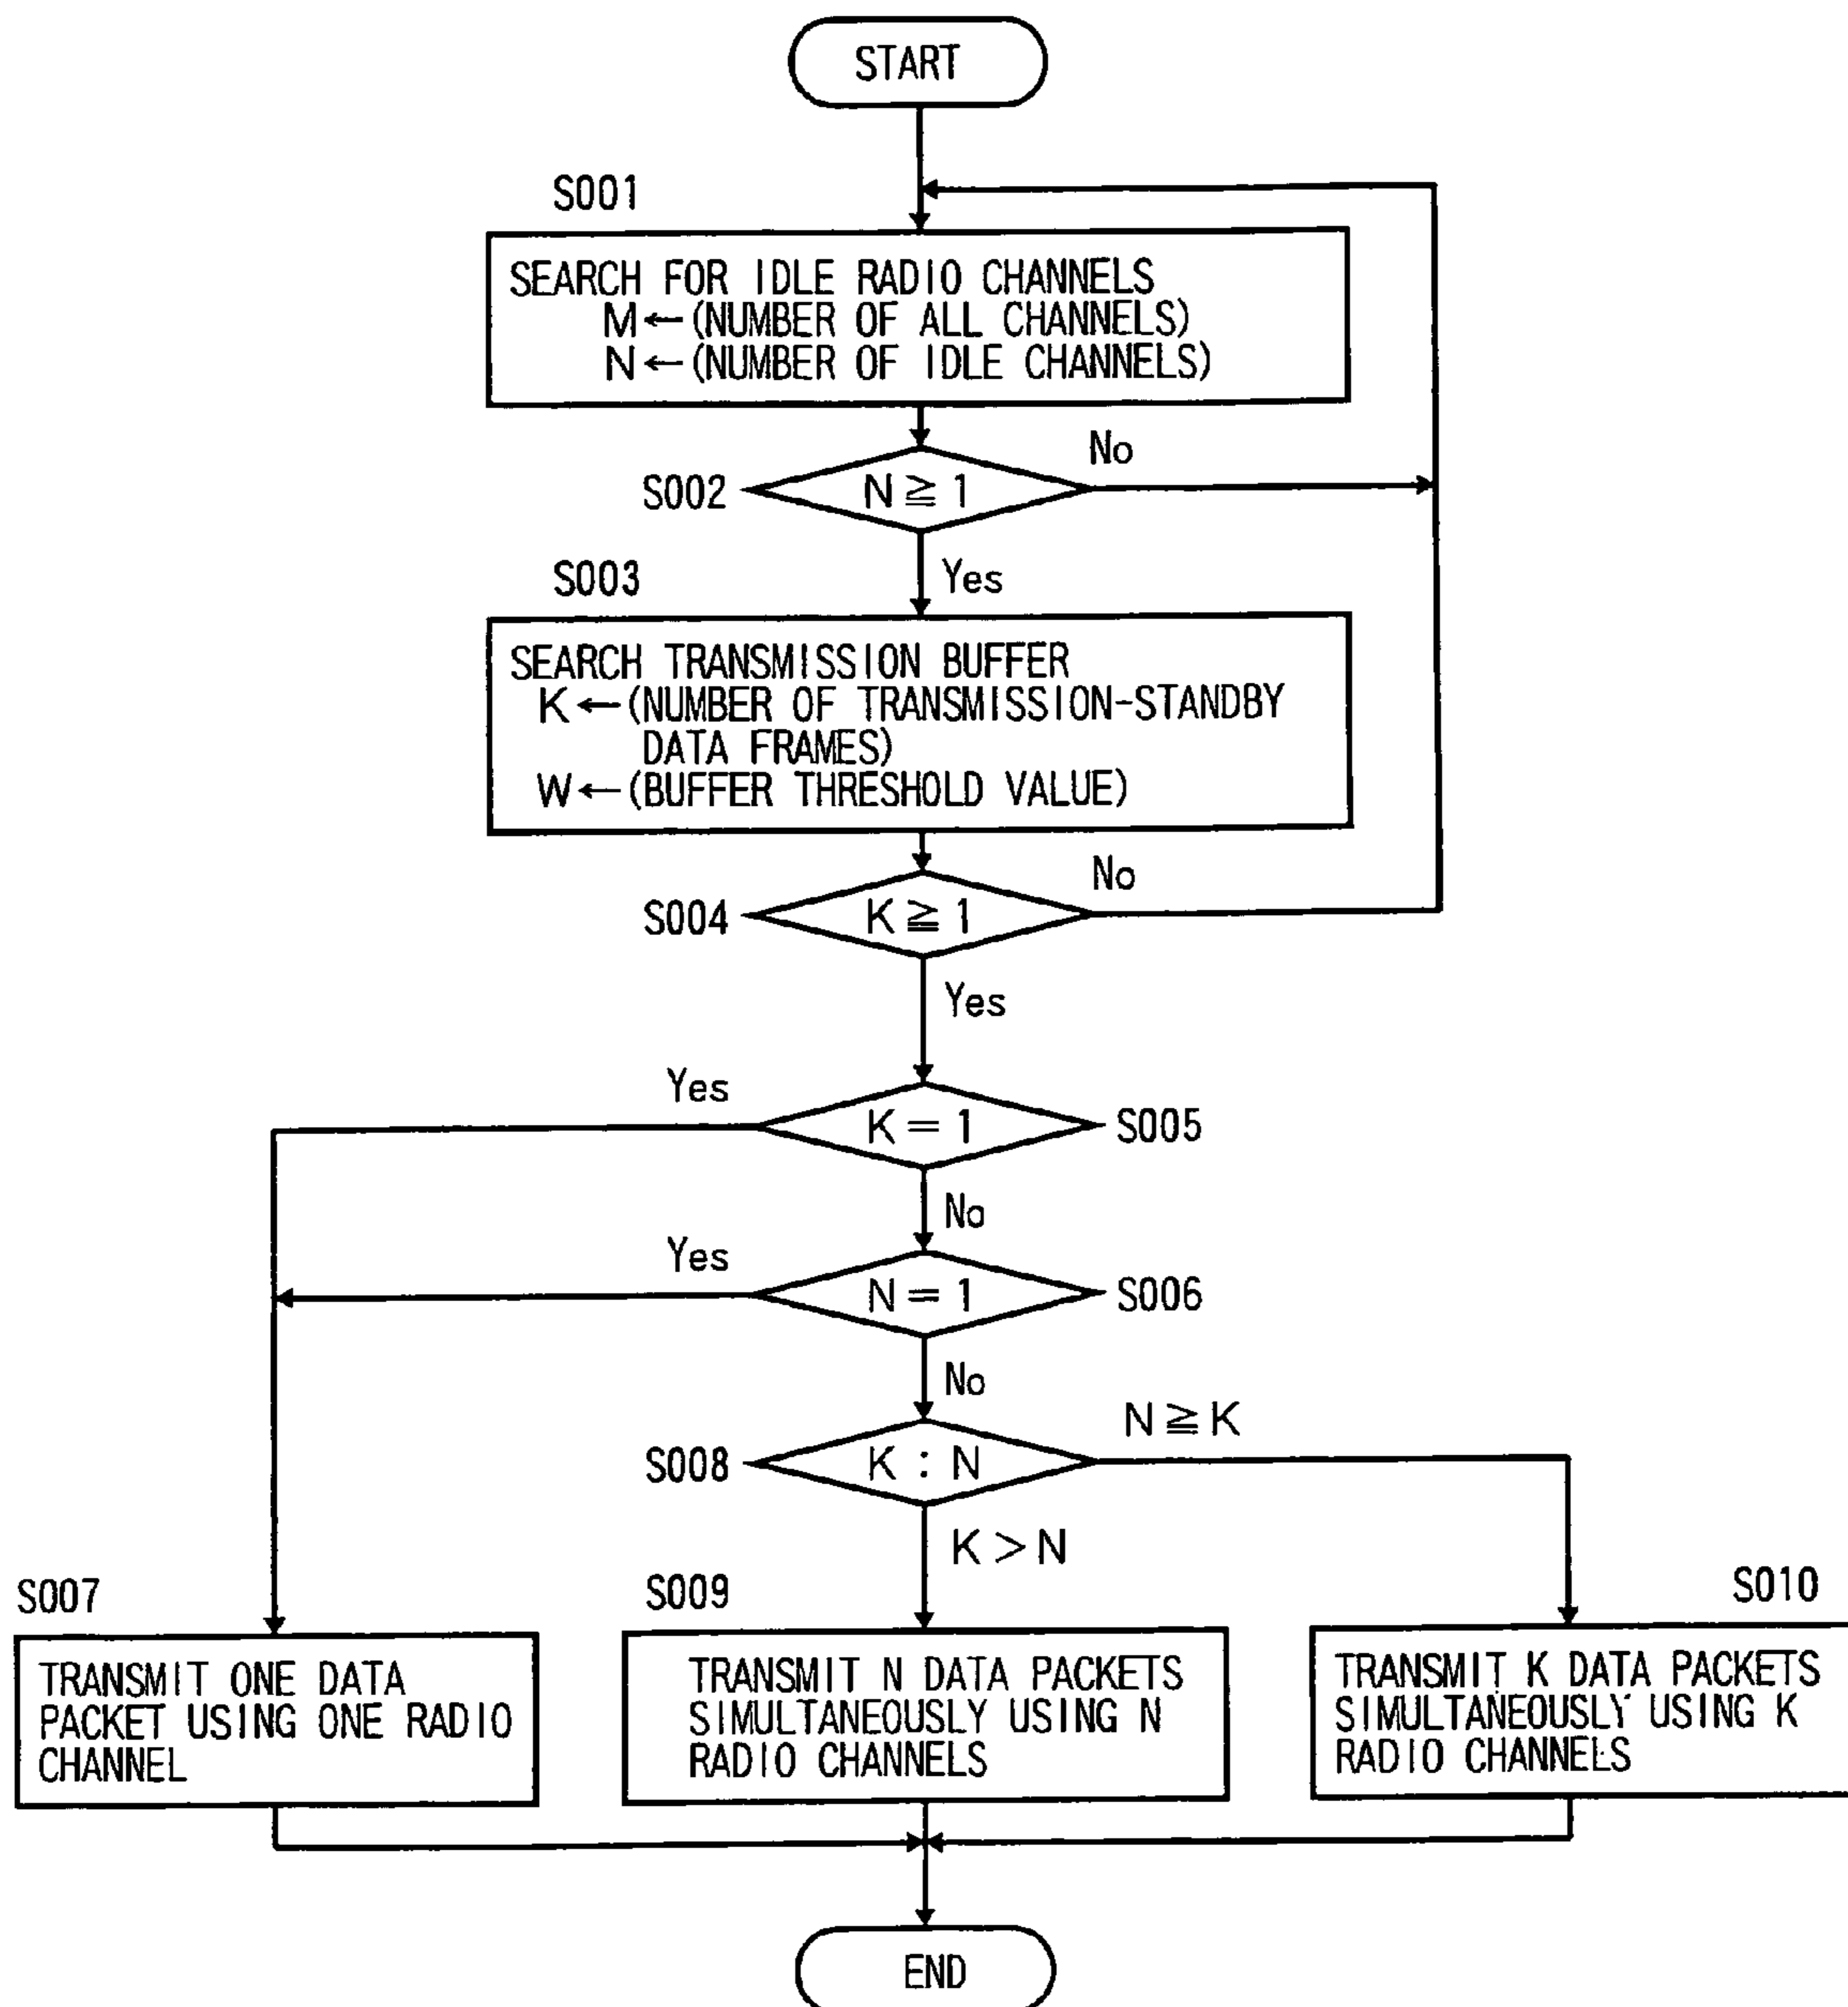 START
S001
SEARCH FOR IDLE RADIO CHANNELS
M←(NUMBER OF ALL CHANNELS)
N←(NUMBER OF IDLE CHANNELS)
No
S002
N≧1
Yes
S003
SEARCH TRANSMISSION BUFFER
K←(NUMBER OF TRANSMISSION-STANDBY
DATA FRAMES)
W←(BUFFER THRESHOLD VALUE)
No
S004
K≧1
Yes
Yes
K=1
S005
No
Yes
N=1
S006
No
N≧K
S008
K:N
K>N
S007
TRANSMIT ONE DATA
PACKET USING ONE RADIO
CHANNEL
S009
TRANSMIT N DATA PACKETS
SIMULTANEOUSLY USING N
RADIO CHANNELS
S010
TRANSMIT K DATA PACKETS
SIMULTANEOUSLY USING K
RADIO CHANNELS
END